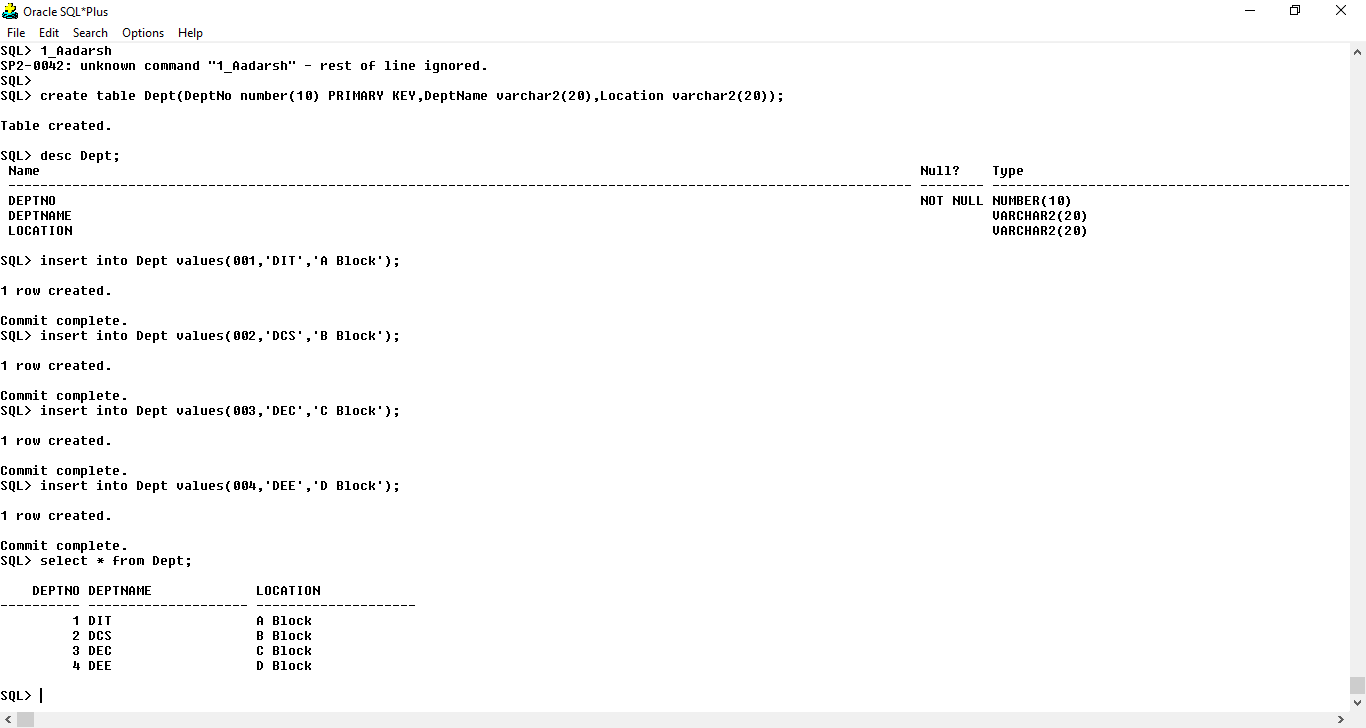 Oracle SQL*Plus
File Edit Search Options Help
SQL> 1_Aadarsh
SP2-0042: unknown command "1_Aadarsh" - rest of line ignored.
SQL>
SQL> create table Dept(DeptNo number(10) PRIMARY KEY,DeptName varchar2(20),Location varchar2(20));
Table created.
SQL> desc Dept;
Name Null? Type
----------------------------------------------------------------------------------------------------------------- -------- ---------------------------------------------
DEPTNO NOT NULL NUMBER(10)
DEPTNAME VARCHAR2(20)
LOCATION VARCHAR2(20)
SQL> insert into Dept values(001,'DIT','A Block');
1 row created.
Commit complete.
SQL> insert into Dept values(002,'DCS','B Block');
1 row created.
Commit complete.
SQL> insert into Dept values(003,'DEC','C Block');
1 row created.
Commit complete.
SQL> insert into Dept values(004,'DEE','D Block');
1 row created.
Commit complete.
SQL> select * from Dept;
DEPTNO DEPTNAME LOCATION
---------- -------------------- --------------------
1 DIT A Block
2 DCS B Block
3 DEC C Block
4 DEE D Block
SQL>